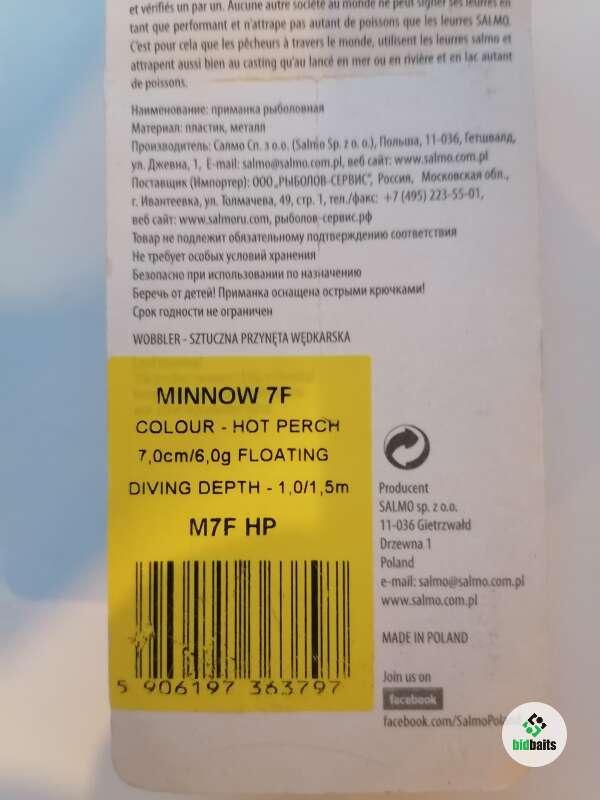 et vérifiés un par un. Aucune autre société au monde ne peut signer ses leurres en
tant que performant et n'attrape pas autant de poissons que les leurres SALMO.
C'est pour cela que les pêcheurs à travers le monde, utilisent les leurres salmo et
attrapent aussi bien au casting qu'au lancé en mer ou en rivière et en lac autant
de poissons.
Наименование: приманка рыболовная
Материал: пластик, металл
Производитель: Салмо Сп. з о.о. (Salmo Sp. z o. o.), Польша, 11-036, Гетшвалд,
ул. Джевна, 1, E-mail: salmo@salmo.com.pl, веб сайт: www.salmo.com.pl
Поставщик (Импортер): ООО „РЫБОЛОВ-СЕРВИС", Россия, Московская обл.,
г. Ивантеевка, ул. Толмачева, 49, стр. 1, тел./факс: +7 (495) 223-55-01,
веб сайт: www.salmoru.com, рыболов-сервис.рф
Товар не подлежит обязательному подтверждению соответствия
Не требует особых условий хранения
Безопасно при использовании по назначению
Беречь от детей! Приманка оснащена острыми крючками!
Срок годности не ограничен
WOBBLER - SZTUCZNA PRZYNĘTA WĘDKARSKA
MINNOW 7F
COLOUR - HOT PERCH
7,0cm/6,0g FLOATING
DIVING DEPTH - 1,0/1,5m
M7F HP
5 906197 363797
Producent
SALMO sp. z o.o.
11-036 Gietrzwałd
Drzewna 1
Poland
e-mail: salmo@salmo.com.pl
www.salmo.com.pl
MADE IN POLAND
Join us on
facebook
facebook.com/SalmoPoland
bidbaits